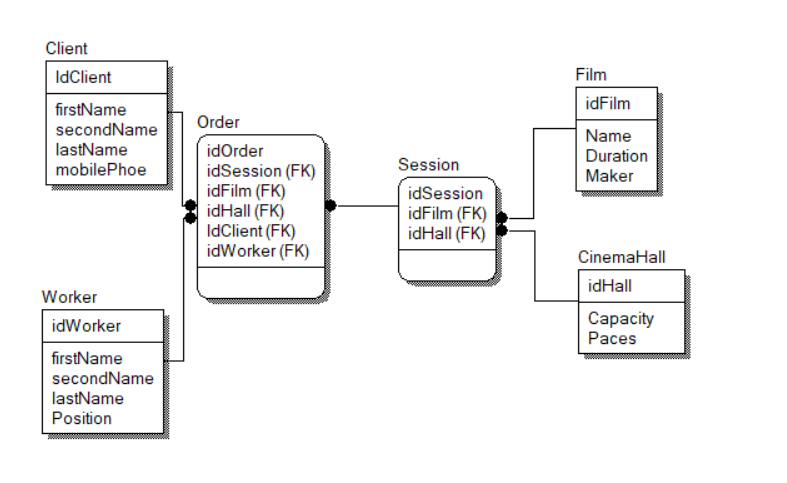 Client
IdClient
firstName
secondName
lastName
mobilePhoe
Order
idOrder
idSession (FK)
idFilm (FK)
idHall (FK)
IdClient (FK)
idWorker (FK)
Worker
idWorker
firstName
secondName
lastName
Position
Session
idSession
idFilm (FK)
idHall (FK)
Film
idFilm
Name
Duration
Maker
CinemaHall
idHall
Capacity
Paces